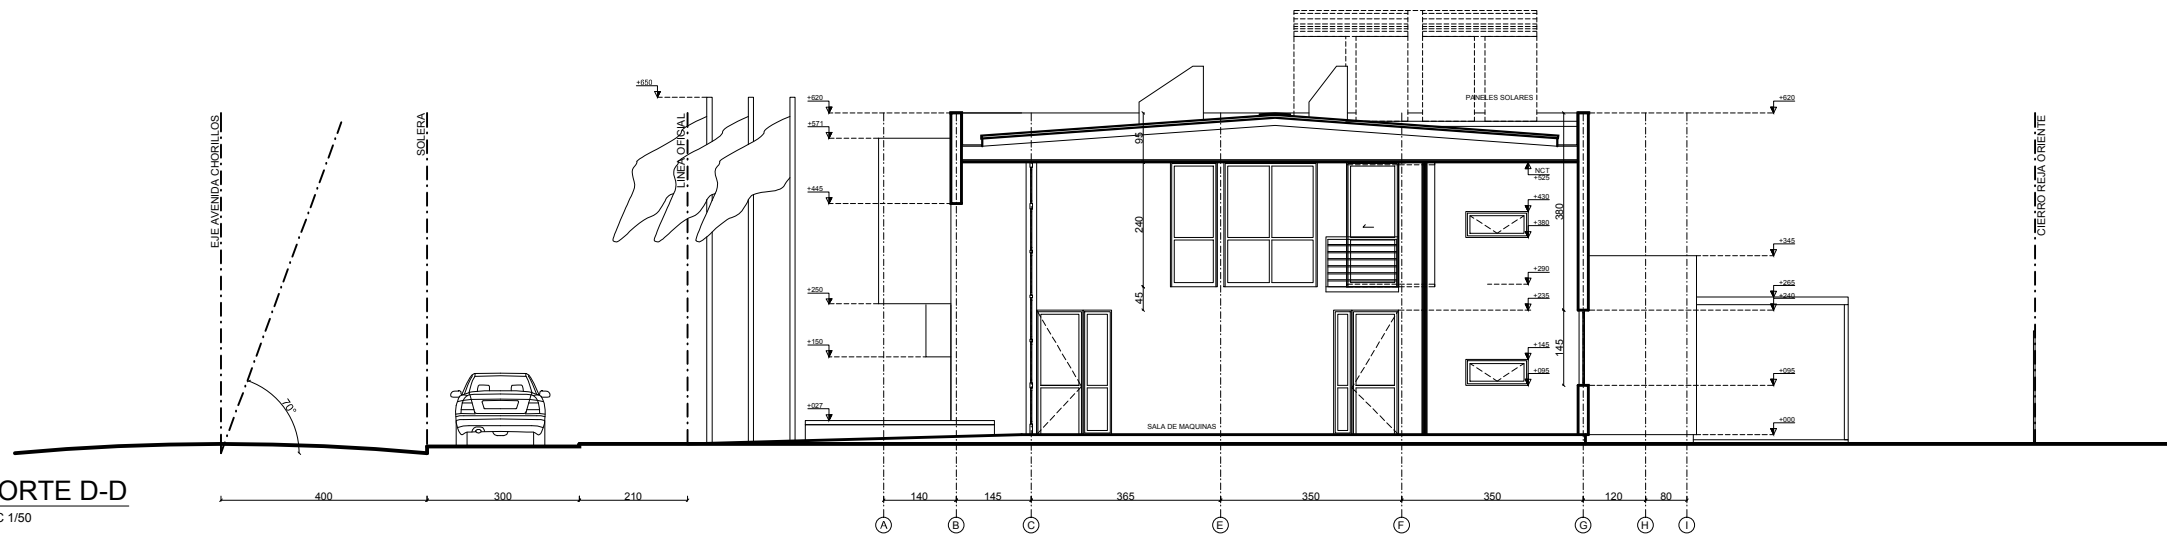 EJE AVENIDA CHORILLOS
SOLERA
LINEA OFICIAL
CIERRO REJA ORIENTE
+650
+620
+571
+445
+250
+150
+027
70°
95
240
45
PANELES SOLARES
SALA DE MAQUINAS
NCT
+525
+430
+380
+290
+235
+145
+095
380
145
+620
+345
+265
+240
+095
+000
ORTE D-D
C 1/50
400 300 210 140 145 365 350 350 120 80
A B C E F G H I